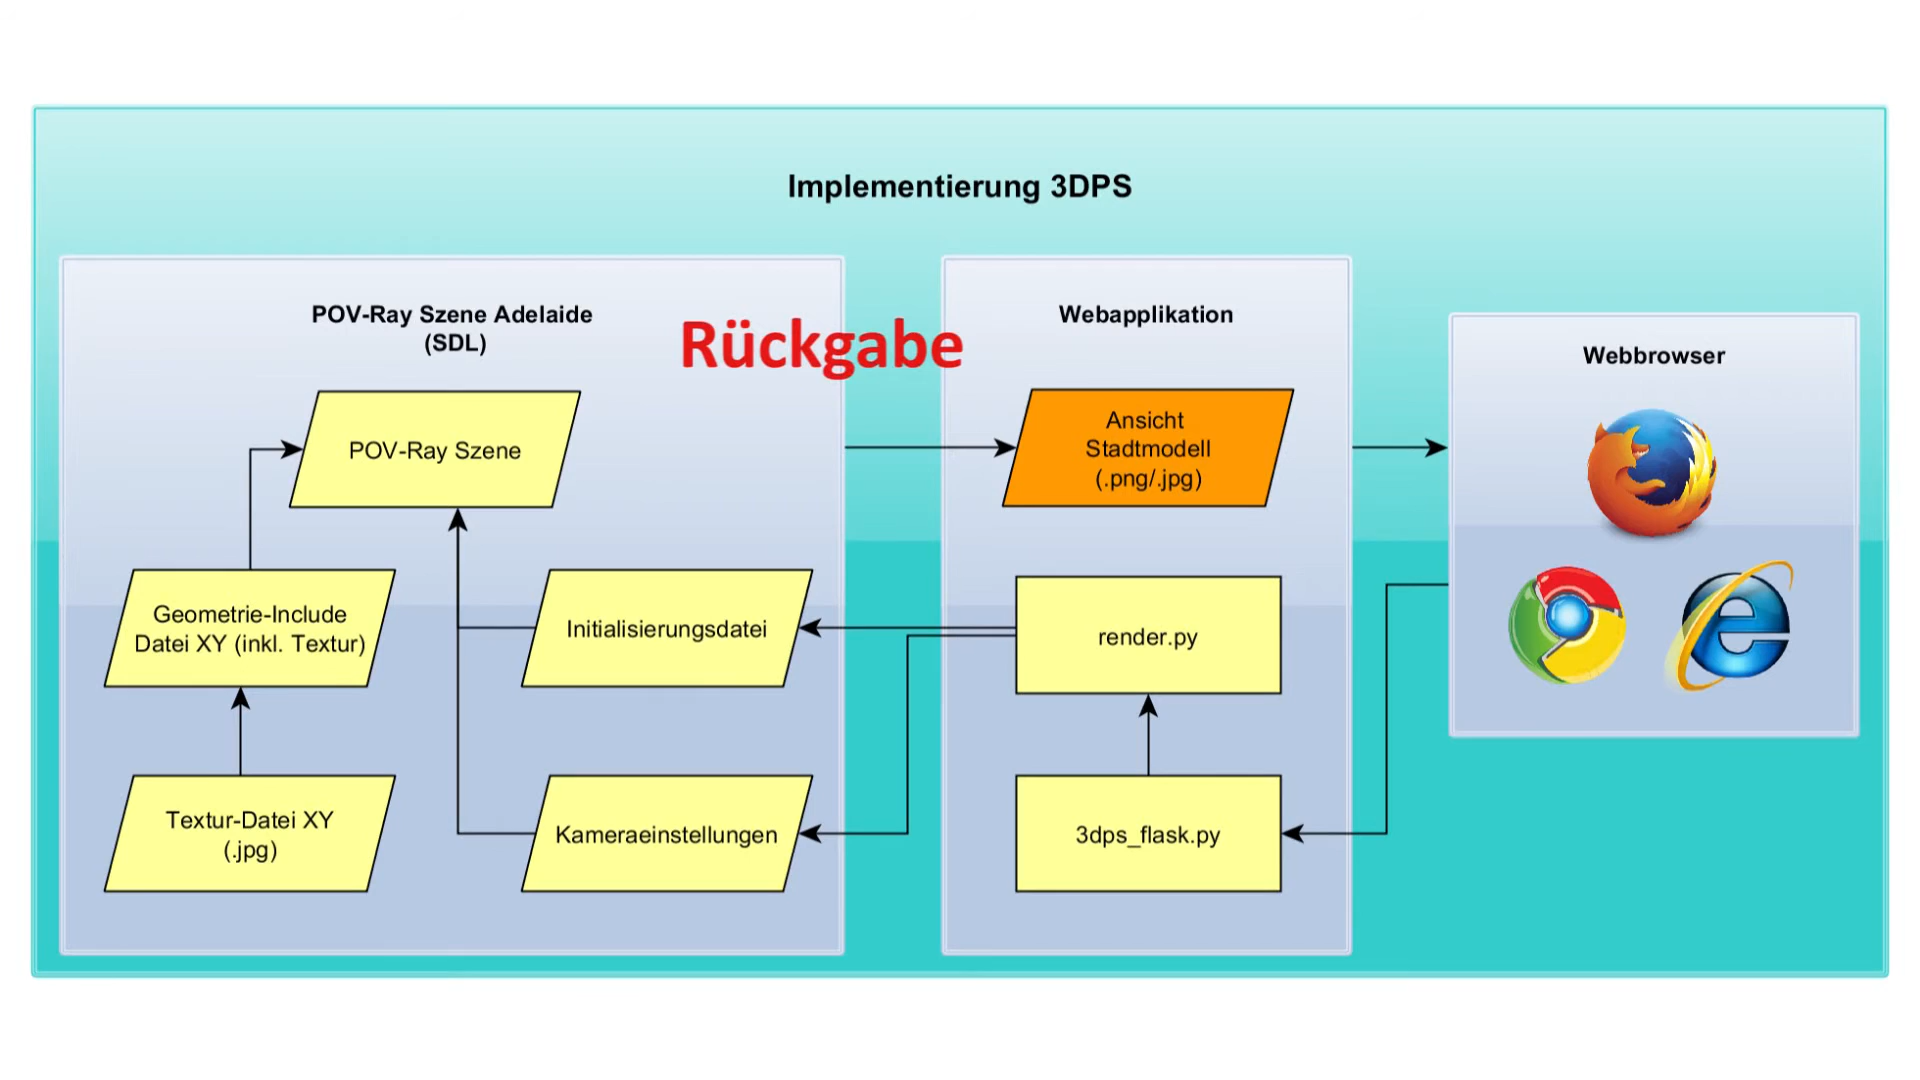 Implementierung 3DPS
POV-Ray Szene Adelaide
(SDL)
Rückgabe
POV-Ray Szene
Geometrie-Include
Datei XY (inkl. Textur)
Initialisierungsdatei
Textur-Datei XY
(.jpg)
Kameraeinstellungen
Webapplikation
Ansicht
Stadtmodell
(.png/.jpg)
render.py
3dps_flask.py
Webbrowser